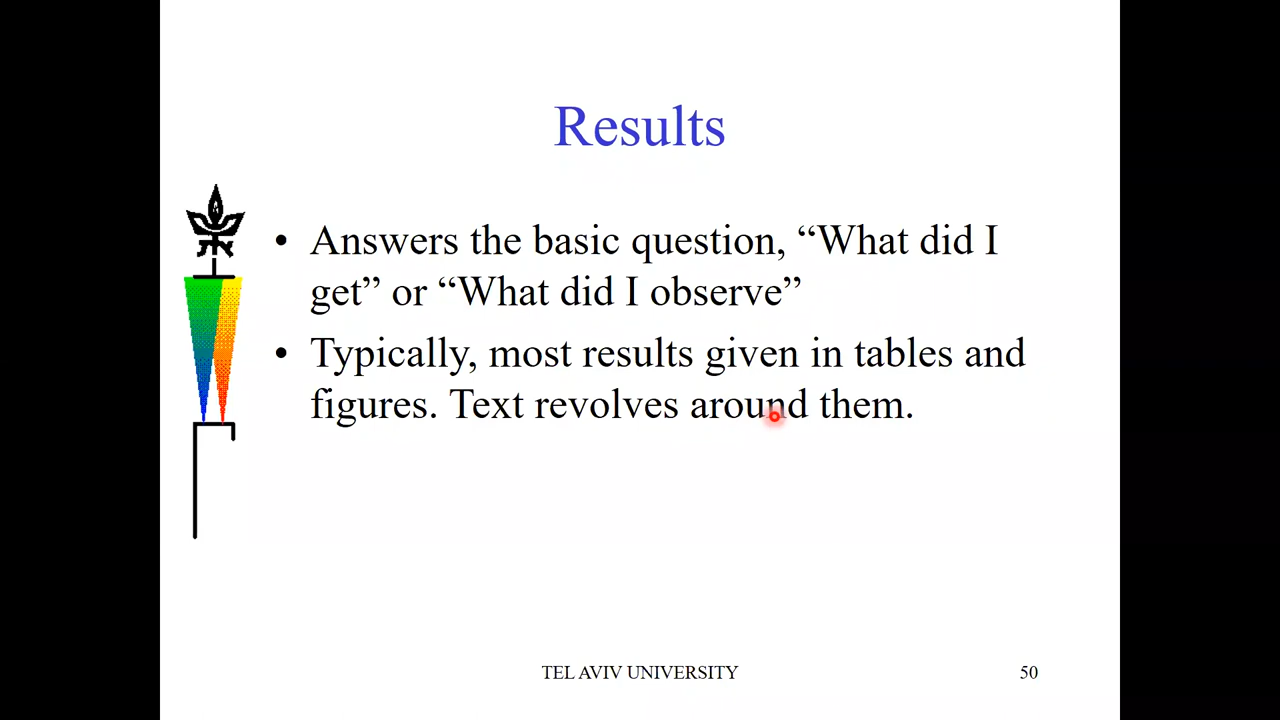 Results
את
• Answers the basic question, “What did I
get” or “What did I observe”
• Typically, most results given in tables and
figures. Text revolves around them.
TEL AVIV UNIVERSITY
50